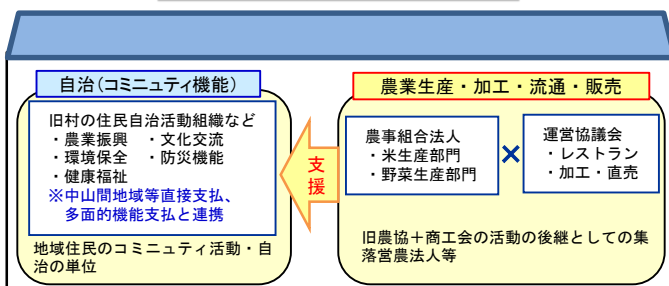 自治(コミニュティ機能)
旧村の住民自治活動組織など
・農業振興 ・文化交流
・環境保全 ・防災機能
・健康福祉
※中山間地域等直接支払、
多面的機能支払と連携
地域住民のコミニュティ活動・自
治の単位
支援
農業生産・加工・流通・販売
農事組合法人
・米生産部門
・野菜生産部門
×
運営協議会
・レストラン
・加工・直売
旧農協＋商工会の活動の後継としての集
落営農法人等